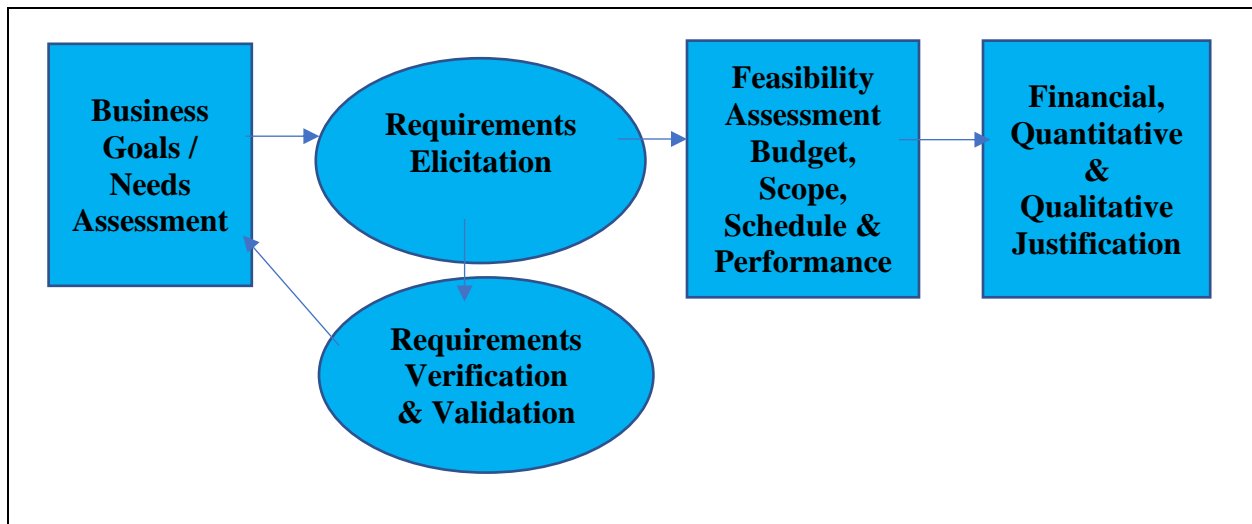 Business
Goals /
Needs
Assessment
Requirements
Elicitation
Requirements
Verification
& Validation
Feasibility
Assessment
Budget,
Scope,
Schedule &
Performance
Financial,
Quantitative
&
Qualitative
Justification